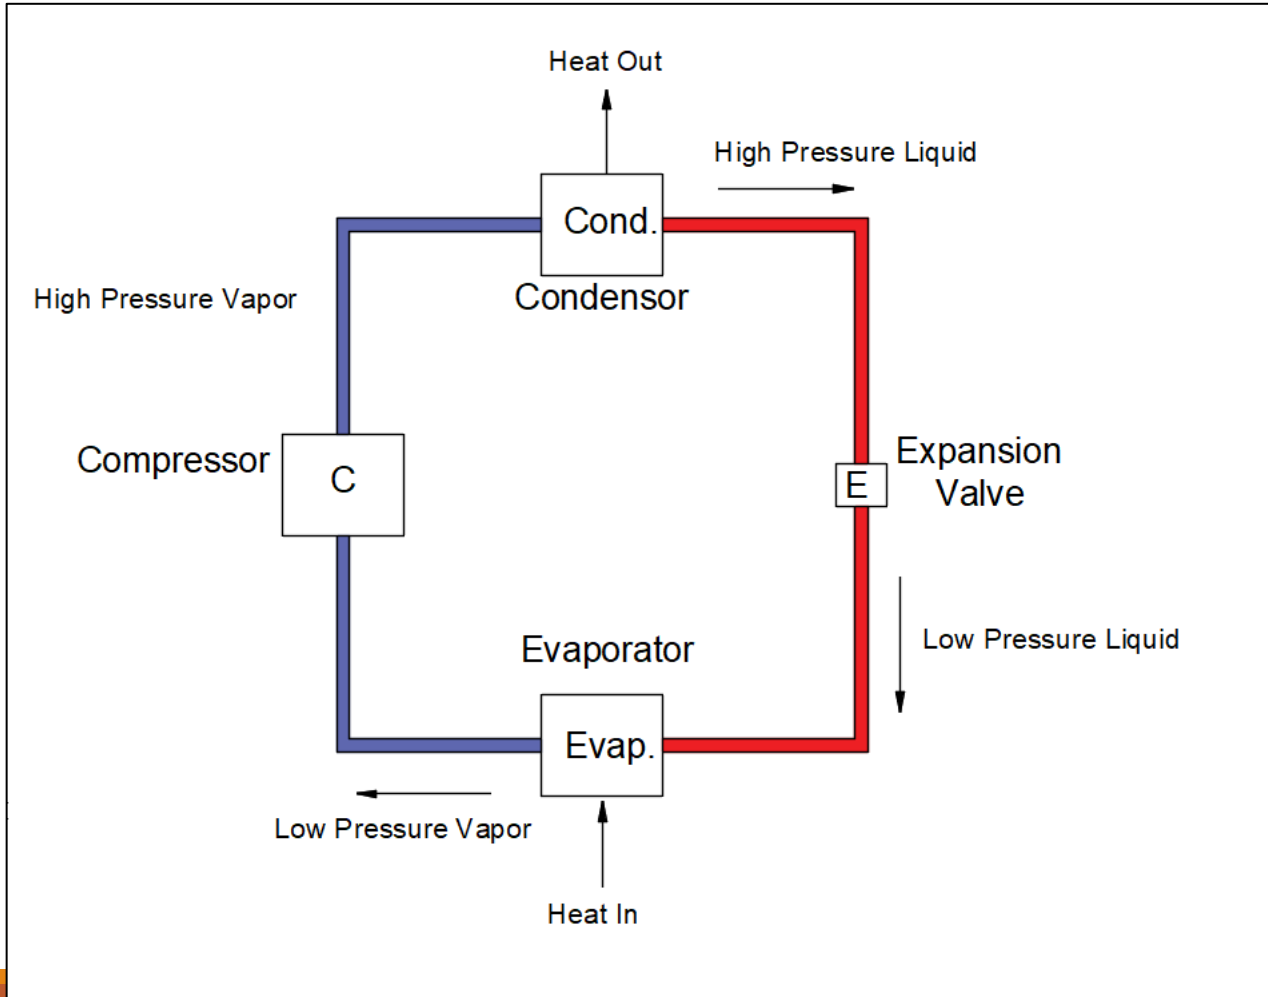 Heat Out
High Pressure Liquid
Cond.
Condensor
High Pressure Vapor
Compressor
C
Expansion
Valve
E
Evaporator
Low Pressure Liquid
Evap.
Low Pressure Vapor
Heat In